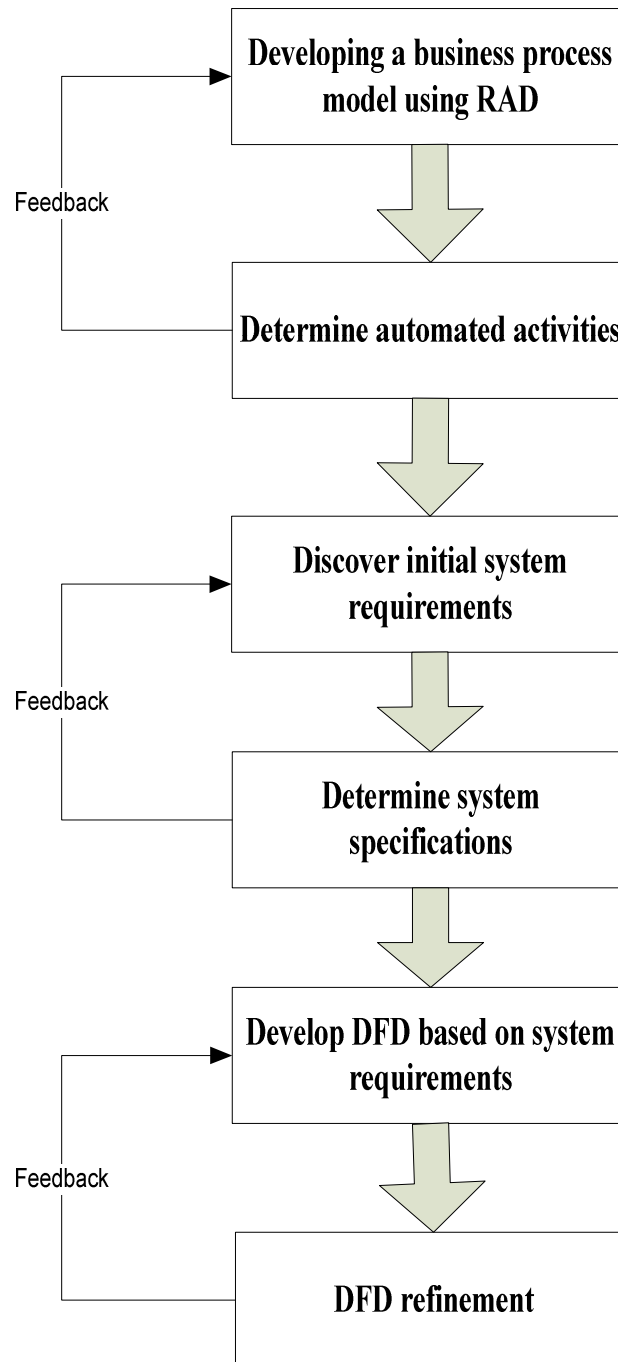 Developing a business process
model using RAD
Feedback
Determine automated activities
Discover initial system
requirements
Feedback
Determine system
specifications
Develop DFD based on system
requirements
Feedback
DFD refinement